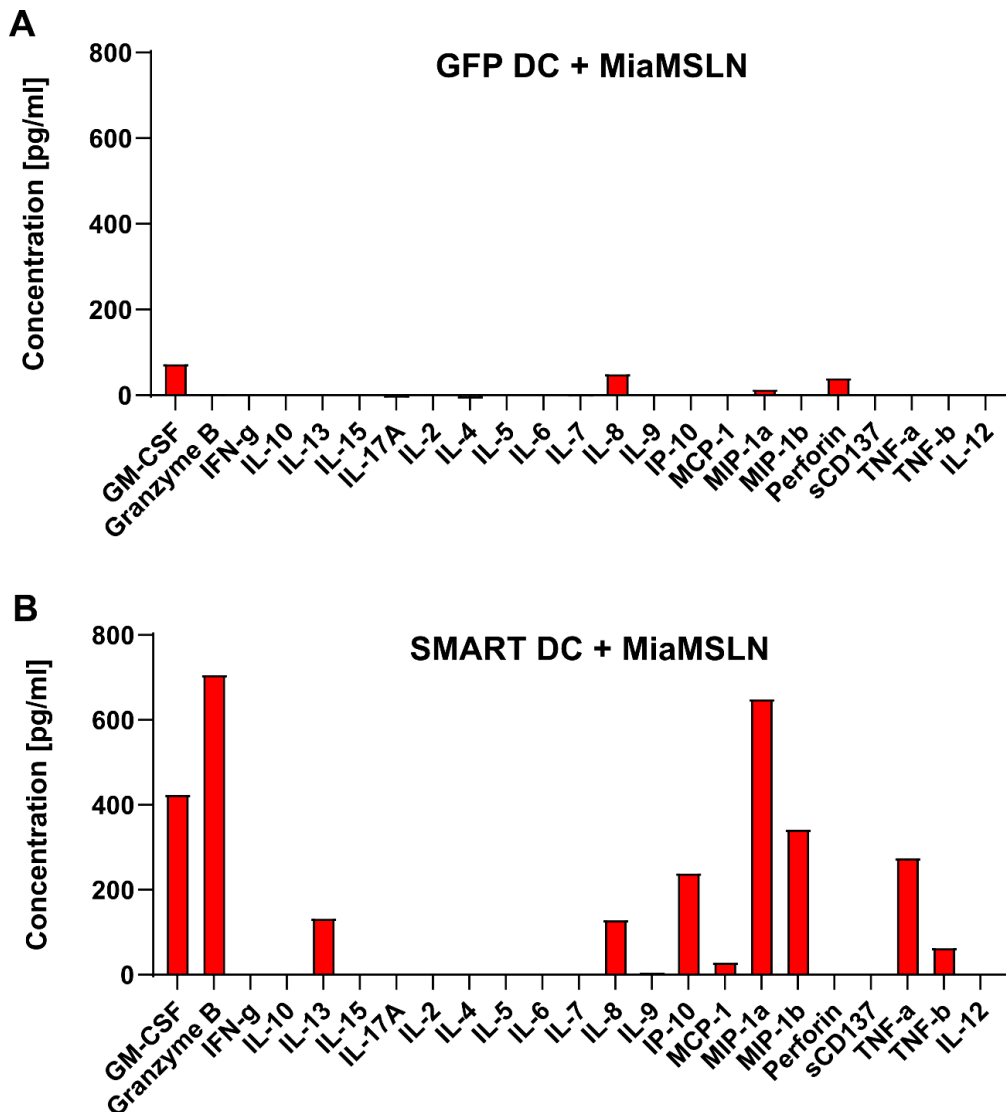 A
GFP DC + MiaMSLN
Concentration [pg/ml]
800
600
400
200
0
GM-CSF
Granzyme B
IFN-g
IL-10
IL-13
IL-15
IL-17A
IL-2
IL-4
IL-5
IL-6
IL-7
IL-8
IL-9
IP-10
MCP-1
MIP-1a
MIP-1b
Perforin
sCD137
TNF-a
TNF-b
IL-12
B
SMART DC + MiaMSLN
Concentration [pg/ml]
800
600
400
200
0
GM-CSF
Granzyme B
IFN-g
IL-10
IL-13
IL-15
IL-17A
IL-2
IL-4
IL-5
IL-6
IL-7
IL-8
IL-9
IP-10
MCP-1
MIP-1a
MIP-1b
Perforin
sCD137
TNF-a
TNF-b
IL-12